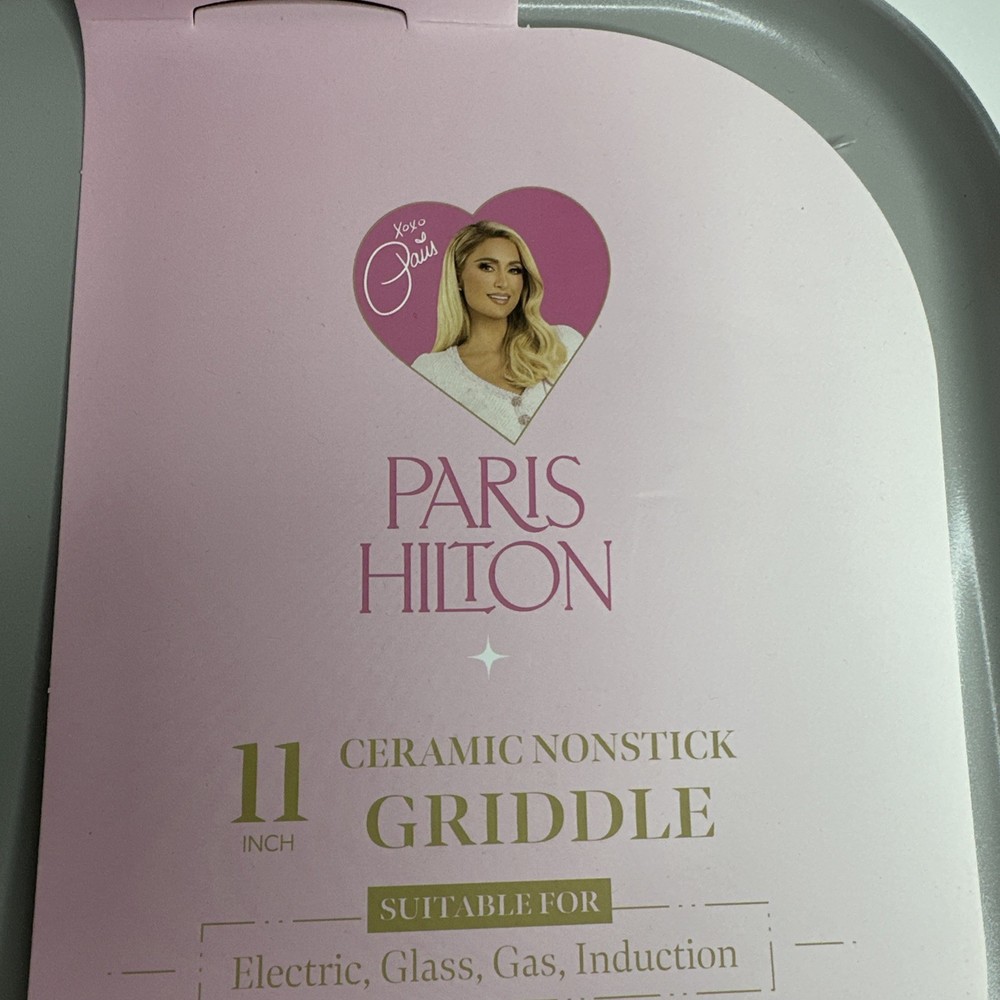 xoxo
Paris
PARIS
HILTON
11
INCH
CERAMIC NONSTICK
GRIDDLE
SUITABLE FOR
Electric, Glass, Gas, Induction